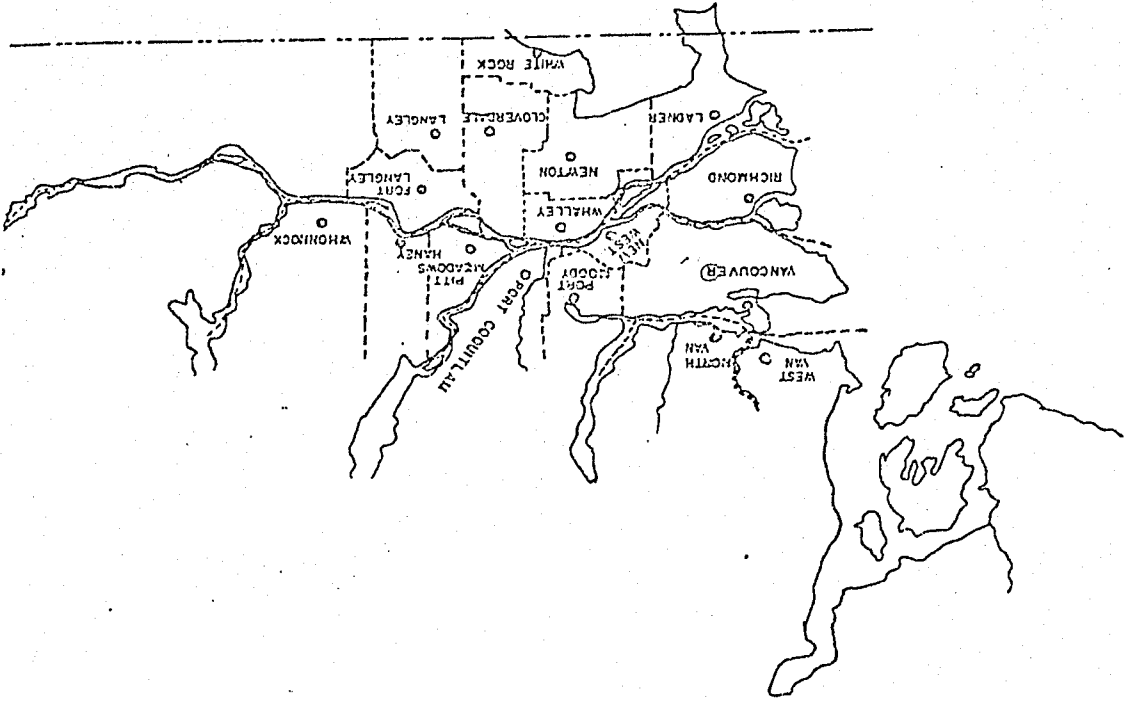 WEST
VAN
NORTH
VAN
PORT COQUITLAM
VANCOUVER
PORT
MOODY
PITT
MEADOWS
HANEY
NEW
WEST
WHONNOCK
WHALLEY
RICHMOND
FORT
LANGLEY
NEWTON
LADNER
CLOVERDALE
LANGLEY
WHITE ROCK